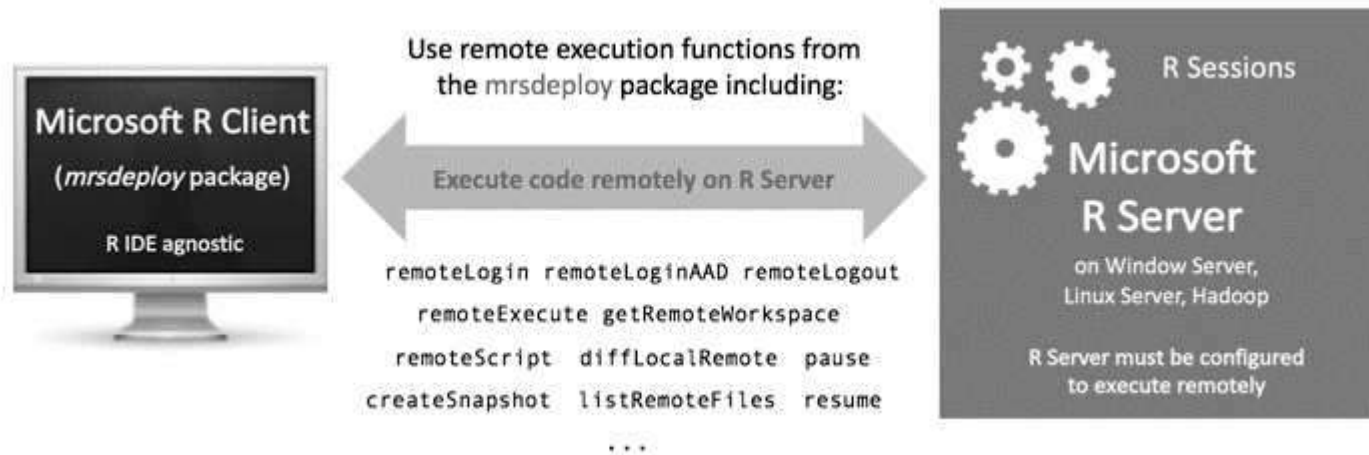 Microsoft R Client
(mrsdeploy package)
R IDE agnostic
Use remote execution functions from
the mrsdeploy package including:
Execute code remotely on R Server
remoteLogin remoteLoginAAD remoteLogout
remoteExecute getRemoteWorkspace
remoteScript diffLocalRemote pause
createSnapshot listRemoteFiles resume
...
R Sessions
Microsoft
R Server
on Window Server,
Linux Server, Hadoop
R Server must be configured
to execute remotely